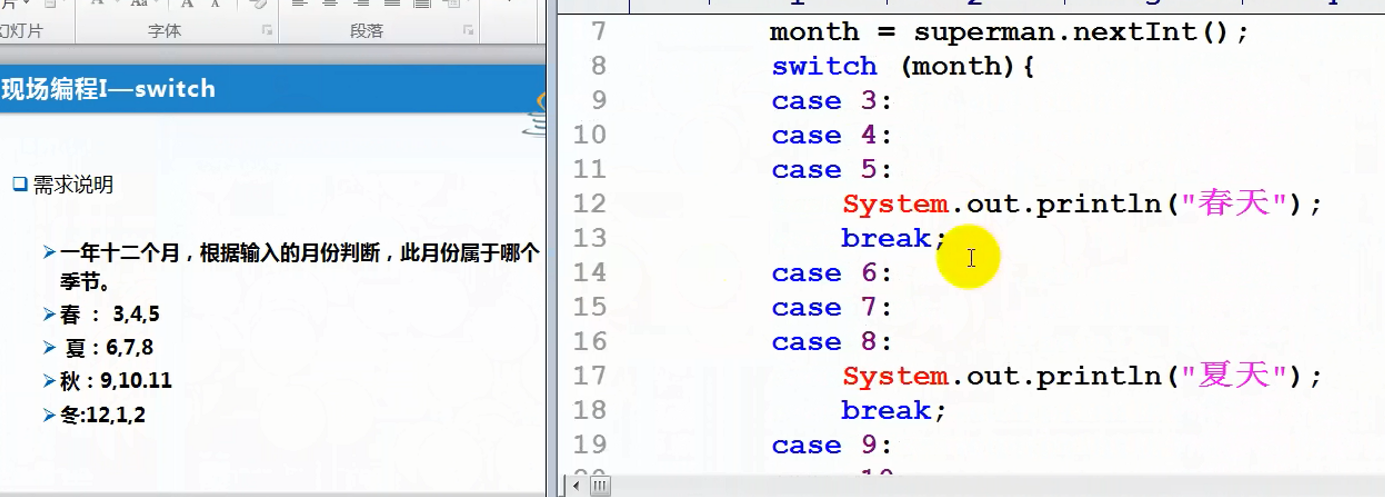 幻灯片
字体
段落
现场编程I—switch
需求说明
一年十二个月，根据输入的月份判断，此月份属于哪个
季节。
春 ： 3,4,5
夏：6,7,8
秋：9,10.11
冬:12,1,2
7 month = superman.nextInt();
8 switch (month){
9 case 3:
10 case 4:
11 case 5:
12 System.out.println("春天");
13 break;
14 case 6:
15 case 7:
16 case 8:
17 System.out.println("夏天");
18 break;
19 case 9: